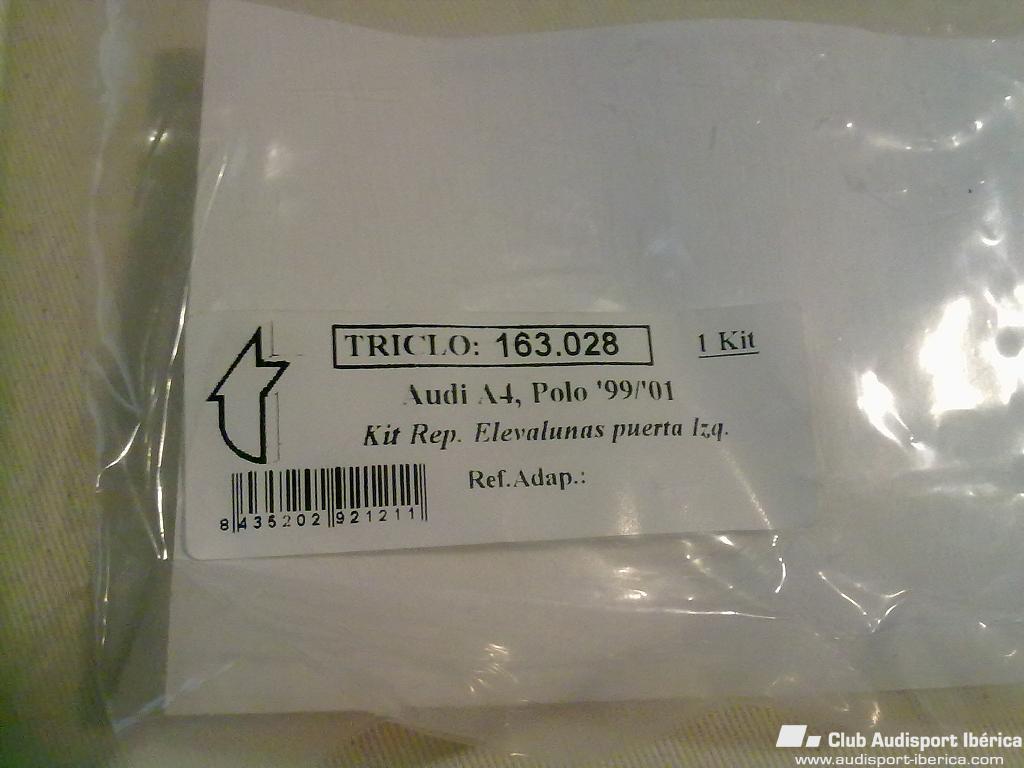 TRICLO: 163.028
1 Kit
Audi A4, Polo '99/'01
Kit Rep. Elevalunas puerta Izq.
Ref.Adap.:
8 435202 921211
Club Audisport Ibérica
www.audisport-iberica.com